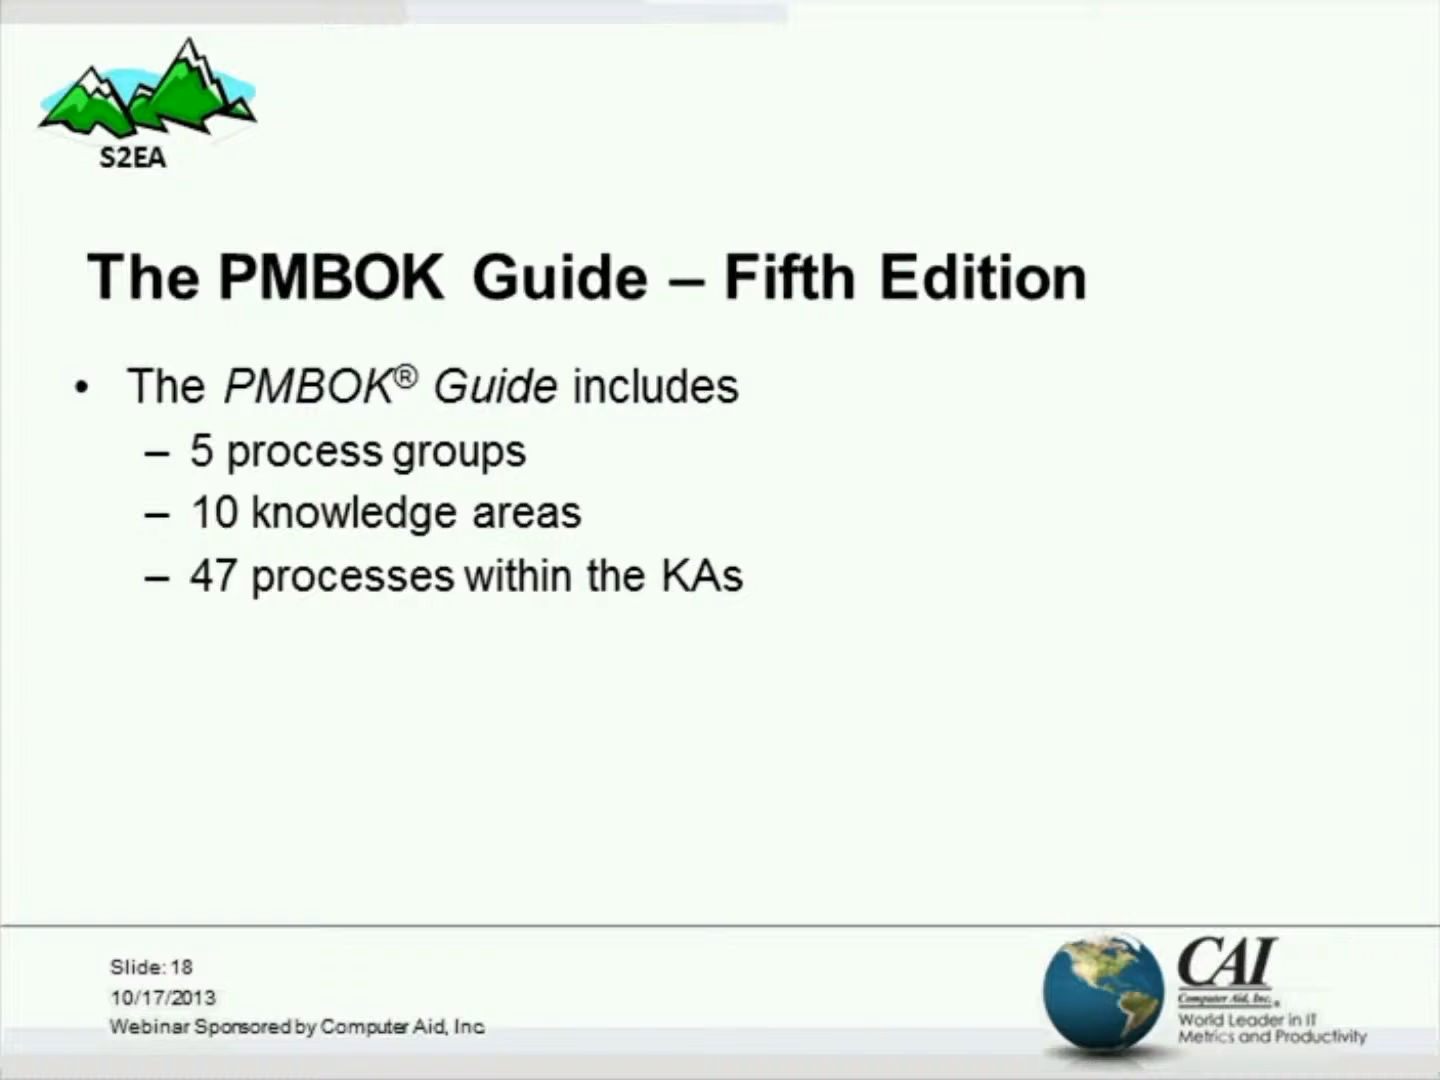 S2EA
The PMBOK Guide – Fifth Edition
• The PMBOK® Guide includes
– 5 process groups
– 10 knowledge areas
– 47 processes within the KAs
Slide: 18
10/17/2013
Webinar Sponsored by Computer Aid, Inc
CAI
Computer Aid, Inc.
World Leader in IT
Metrics and Productivity